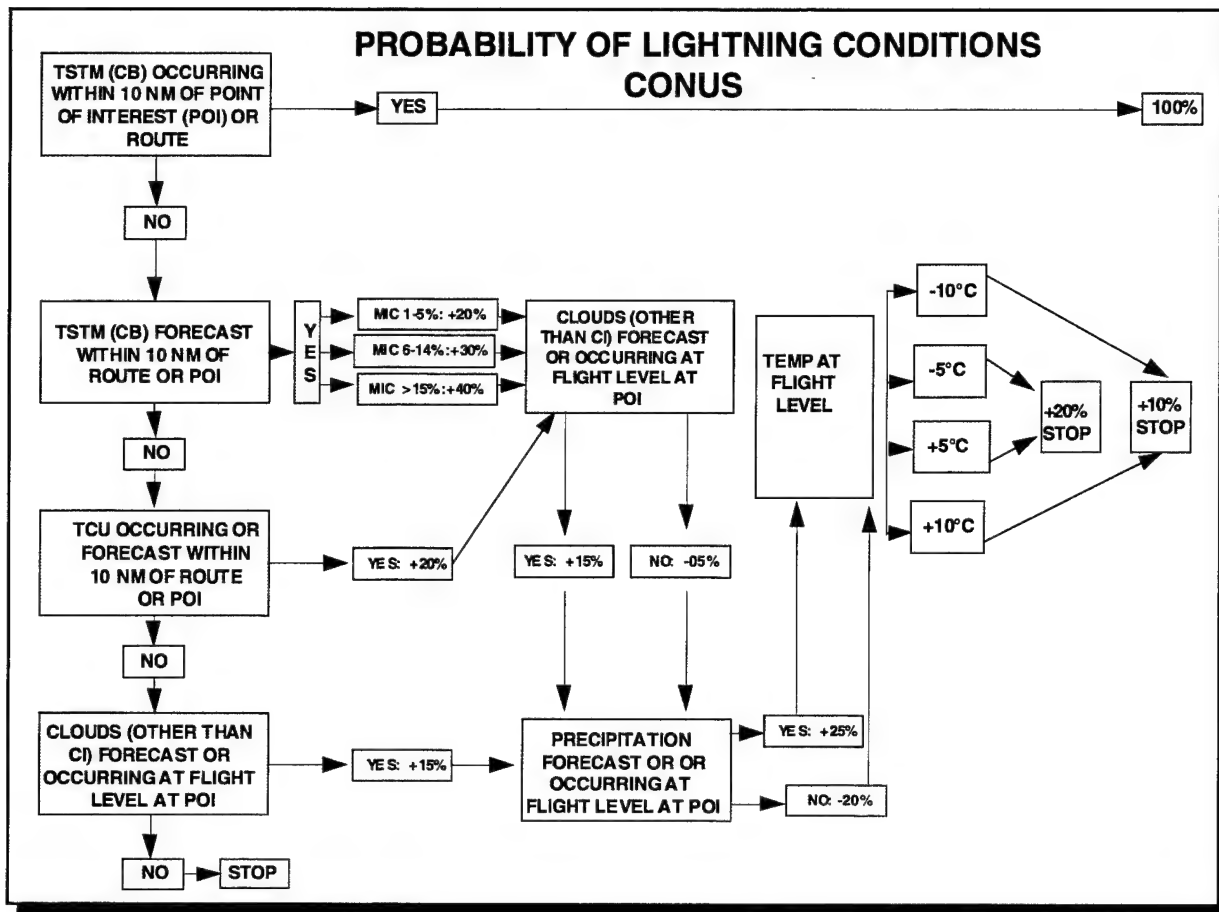 PROBABILITY OF LIGHTNING CONDITIONS
CONUS
TSTM (CB) OCCURRING
WITHIN 10 NM OF POINT
OF INTEREST (POI) OR
ROUTE
YES
100%
NO
TSTM (CB) FORECAST
WITHIN 10 NM OF
ROUTE OR POI
Y
E
S
MIC 1-5%: +20%
MIC 6-14%:+30%
MIC >15%:+40%
CLOUDS (OTHER
THAN CI) FORECAST
OR OCCURRING AT
FLIGHT LEVEL AT
POI
TEMP AT
FLIGHT
LEVEL
-10°C
-5°C
+5°C
+10°C
+20%
STOP
+10%
STOP
NO
TCU OCCURING OR
FORECAST WITHIN
10 NM OF ROUTE
OR POI
YES: +20%
YES: +15%
NO: -05%
NO
CLOUDS (OTHER THAN
CI) FORECAST OR
OCCURRING AT FLIGHT
LEVEL AT POI
YES: +15%
PRECIPITATION
FORECAST OR OR
OCCURRING AT
FLIGHT LEVEL AT POI
YES: +25%
NO: -20%
NO
STOP